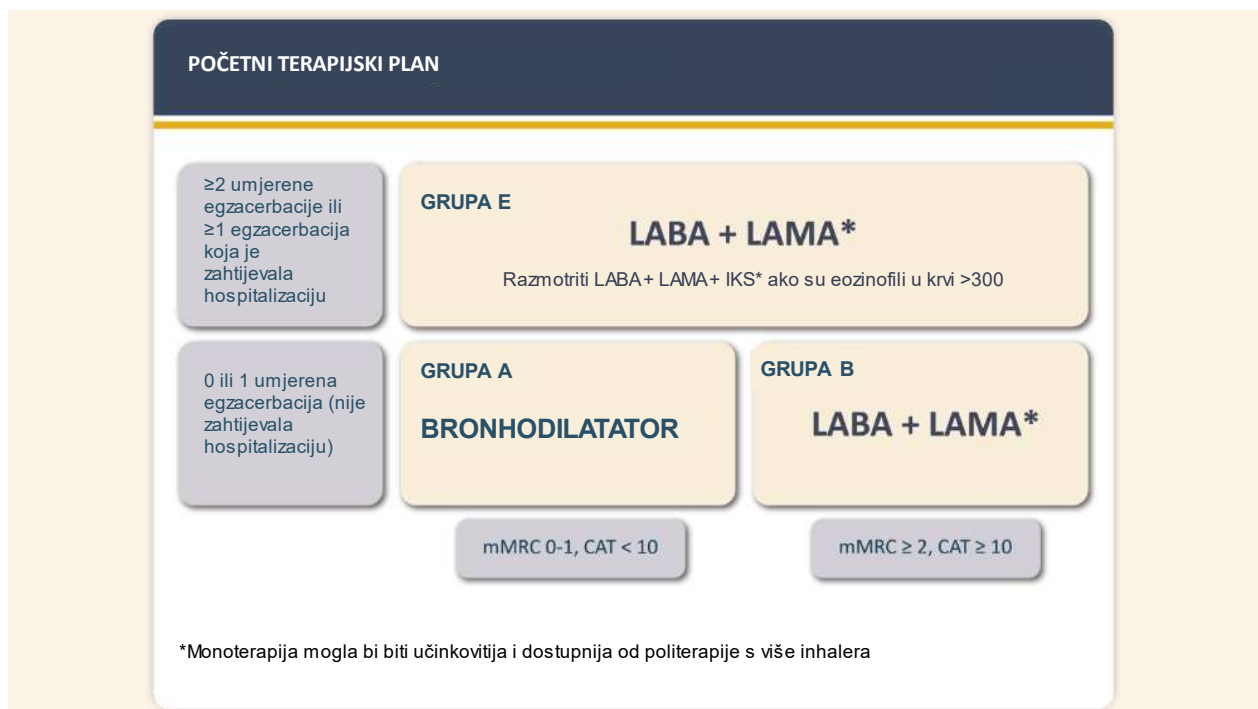 POČETNI TERAPIJSKI PLAN
≥2 umjerene
egzacerbacije ili
≥1 egzacerbacija
koja je
zahtijevala
hospitalizaciju
GRUPA E
LABA + LAMA*
Razmotriti LABA+ LAMA+ IKS* ako su eozinofili u krvi >300
0 ili 1 umjerena
egzacerbacija (nije
zahtijevala
hospitalizaciju)
GRUPA A
BRONHODILATATOR
GRUPA B
LABA + LAMA*
mMRC 0-1, CAT < 10
mMRC ≥ 2, CAT ≥ 10
*Monoterapija mogla bi biti učinkovitija i dostupnija od politerapije s više inhalera